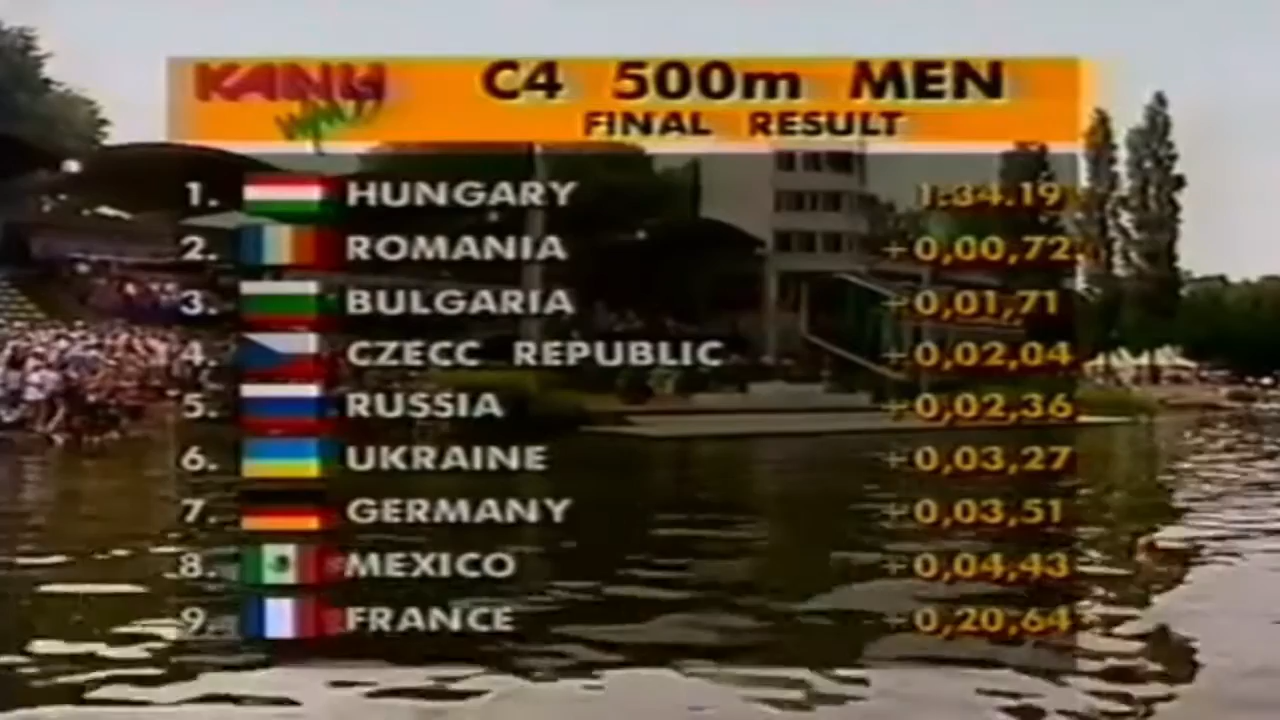 KANU C4 500m MEN
FINAL RESULT
1. HUNGARY 1:34.19
2. ROMANIA +0,00,72
3. BULGARIA +0,01,71
4. CZECC REPUBLIC +0,02,04
5. RUSSIA +0,02,36
6. UKRAINE +0,03,27
7. GERMANY +0,03,51
8. MEXICO +0,04,43
9. FRANCE +0,20,64